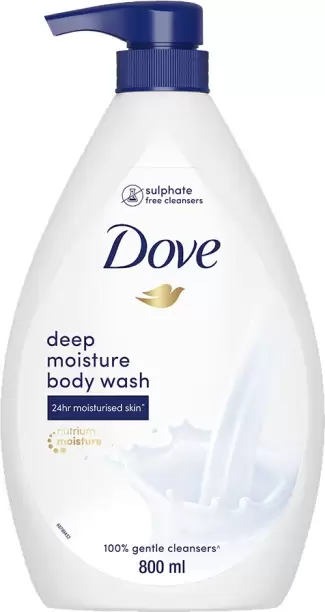 sulphate
free cleansers
Dove
deep
moisture
body wash
24hr moisturised skin*
nutrium
moisture
100% gentle cleansers^
800 ml